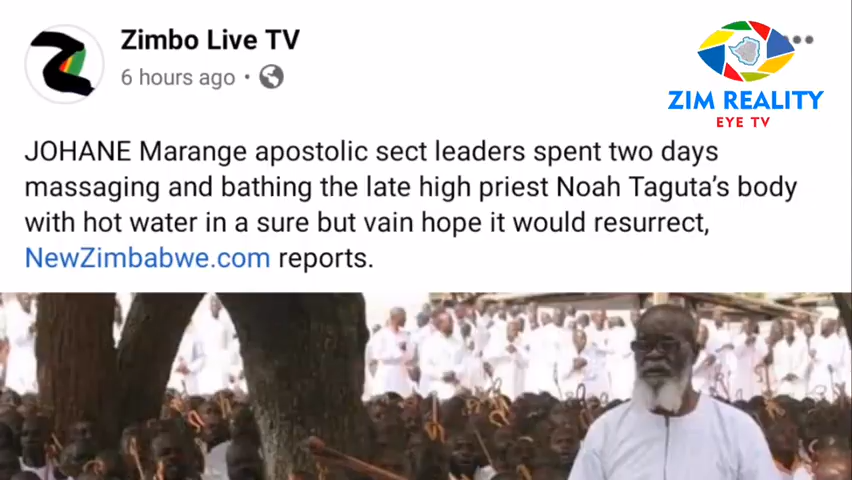 Zimbo Live TV
6 hours ago ·
ZIM REALITY
EYE TV
JOHANE Marange apostolic sect leaders spent two days
massaging and bathing the late high priest Noah Taguta’s body
with hot water in a sure but vain hope it would resurrect,
NewZimbabwe.com reports.